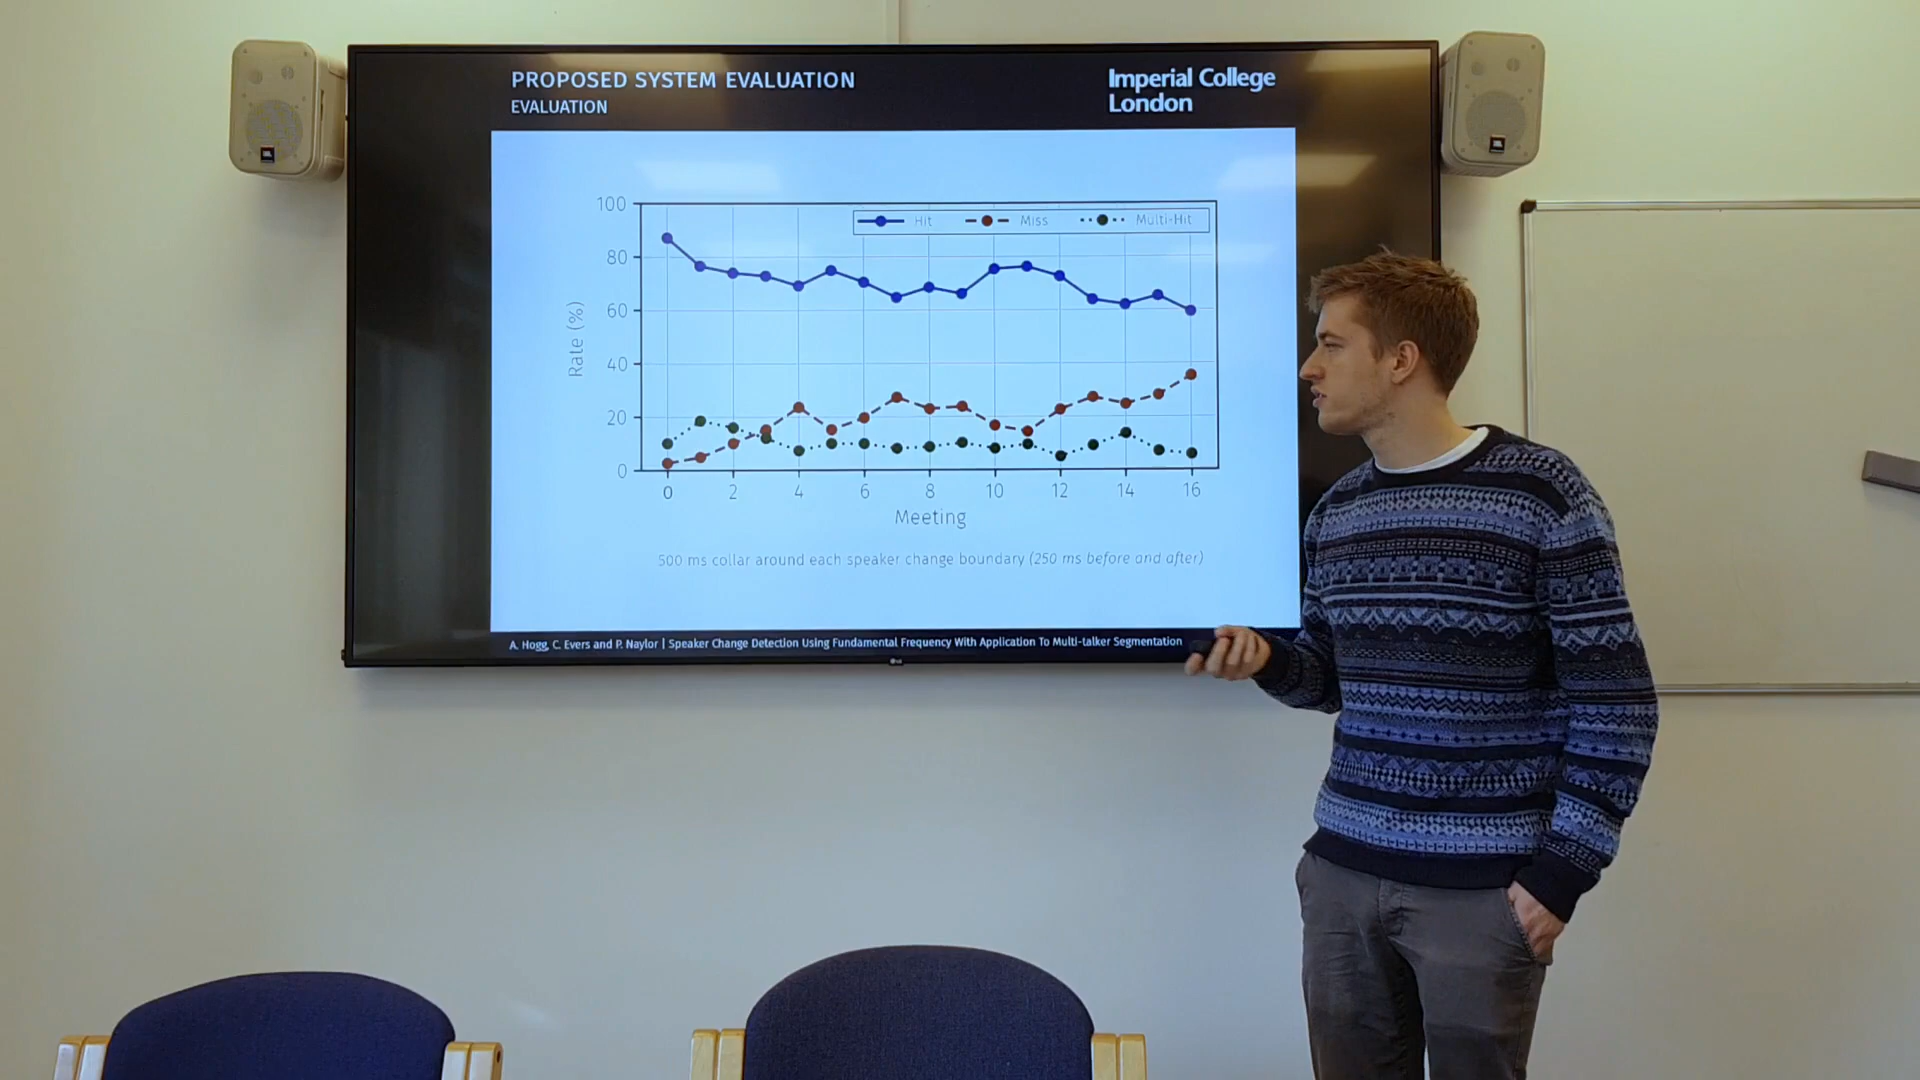 PROPOSED SYSTEM EVALUATION
EVALUATION
Imperial College
London
Hit Miss Multi-Hit
100
80
60
40
20
0
Rate (%)
0 2 4 6 8 10 12 14 16
Meeting
500 ms collar around each speaker change boundary (250 ms before and after)
A. Hogg, C. Evers and P. Naylor | Speaker Change Detection Using Fundamental Frequency With Application To Multi-talker Segmentation
JBL
JBL
LG